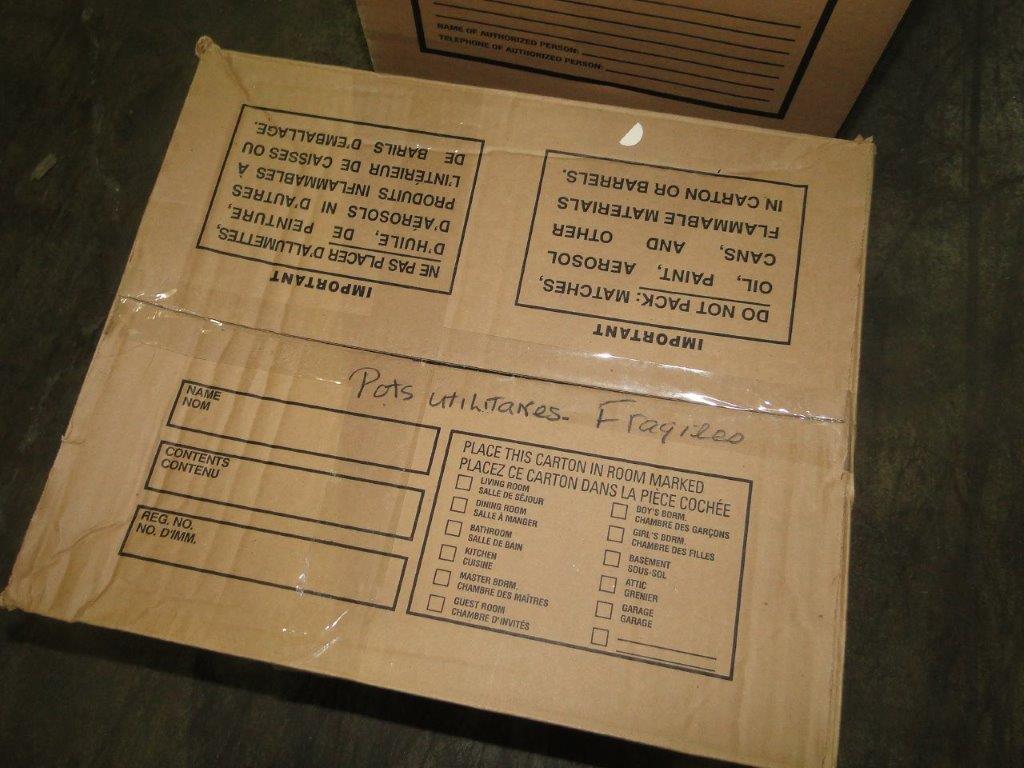 NAME OF AUTHORIZED PERSON:
TELEPHONE OF AUTHORIZED PERSON:
IMPORTANT
NE PAS PLACER D'ALLUMETTES,
D'HUILE, DE PEINTURE,
D'AÉROSOLS NI D'AUTRES
PRODUITS INFLAMMABLES À
L'INTÉRIEUR DE CAISSES OU
DE BARILS D'EMBALLAGE.
IMPORTANT
DO NOT PACK: MATCHES,
OIL, PAINT, AEROSOL
CANS, AND OTHER
FLAMMABLE MATERIALS
IN CARTON OR BARRELS.
Pots utilitaires - Fragiles
NAME
NOM
CONTENTS
CONTENU
REG. NO.
NO. D'IMM.
PLACE THIS CARTON IN ROOM MARKED
PLACEZ CE CARTON DANS LA PIÈCE COCHÉE
LIVING ROOM
SALLE DE SÉJOUR
DINING ROOM
SALLE À MANGER
BATHROOM
SALLE DE BAIN
KITCHEN
CUISINE
MASTER BDRM.
CHAMBRE DES MAÎTRES
GUEST ROOM
CHAMBRE D'INVITÉS
BOY'S BDRM.
CHAMBRE DES GARÇONS
GIRL'S BDRM.
CHAMBRE DES FILLES
BASEMENT
SOUS-SOL
ATTIC
GRENIER
GARAGE
GARAGE